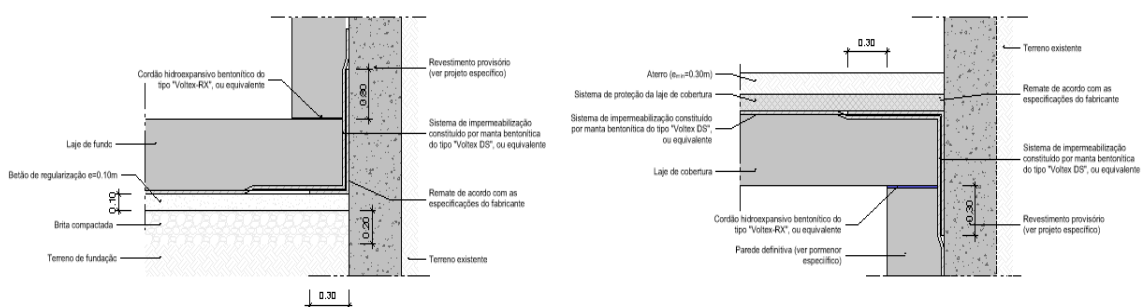 Cordão hidroexpansivo bentonítico do
tipo "Voltex-RX", ou equivalente
Laje de fundo
Betão de regularização e=0.10m
0.10
Brita compactada
Terreno de fundação
0.30
Revestimento provisório
(ver projeto específico)
0.30
Sistema de impermeabilização
constituído por manta bentonítica
do tipo "Voltex DS", ou equivalente
Remate de acordo com as
especificações do fabricante
0.20
Terreno existente
0.30
Aterro (emin=0.30m)
Sistema de proteção da laje de cobertura
Sistema de impermeabilização constituído
por manta bentonítica do tipo "Voltex DS",
ou equivalente
Laje de cobertura
Cordão hidroexpansivo bentonítico do
tipo "Voltex-RX", ou equivalente
Parede definitiva (ver pormenor
especiífico)
Terreno existente
Remate de acordo com as
especificações do fabricante
Sistema de impermeabilização
constituído por manta bentonítica
do tipo "Voltex DS", ou equivalente
0.30
Revestimento provisório
(ver projeto específico)